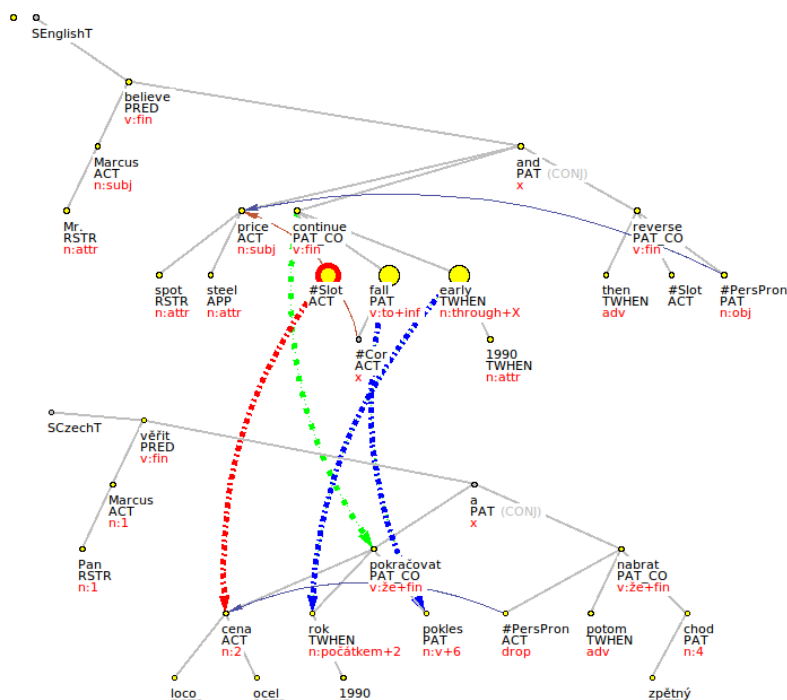 SEnglishT
believe
PRED
v:fin
Marcus
ACT
n:subj
and
PAT (CONJ)
x
Mr.
RSTR
n:attr
price
ACT
n:subj
continue
PAT_CO
v:fin
reverse
PAT_CO
v:fin
spot
RSTR
n:attr
steel
APP
n:attr
#Slot
ACT
fall
PAT
v:to+inf
early
TWHEN
n:through+X
then
TWHEN
adv
#Slot
ACT
#PersPron
PAT
n:obj
#Cor
ACT
x
1990
TWHEN
n:attr
SCzechT
věřit
PRED
v:fin
Marcus
ACT
n:1
a
PAT (CONJ)
x
Pan
RSTR
n:1
pokračovat
PAT_CO
v:že+fin
nabrat
PAT_CO
v:že+fin
cena
ACT
n:2
rok
TWHEN
n:počátkem+2
pokles
PAT
n:v+6
#PersPron
ACT
drop
potom
TWHEN
adv
chod
PAT
n:4
loco
ocel
1990
zpětný